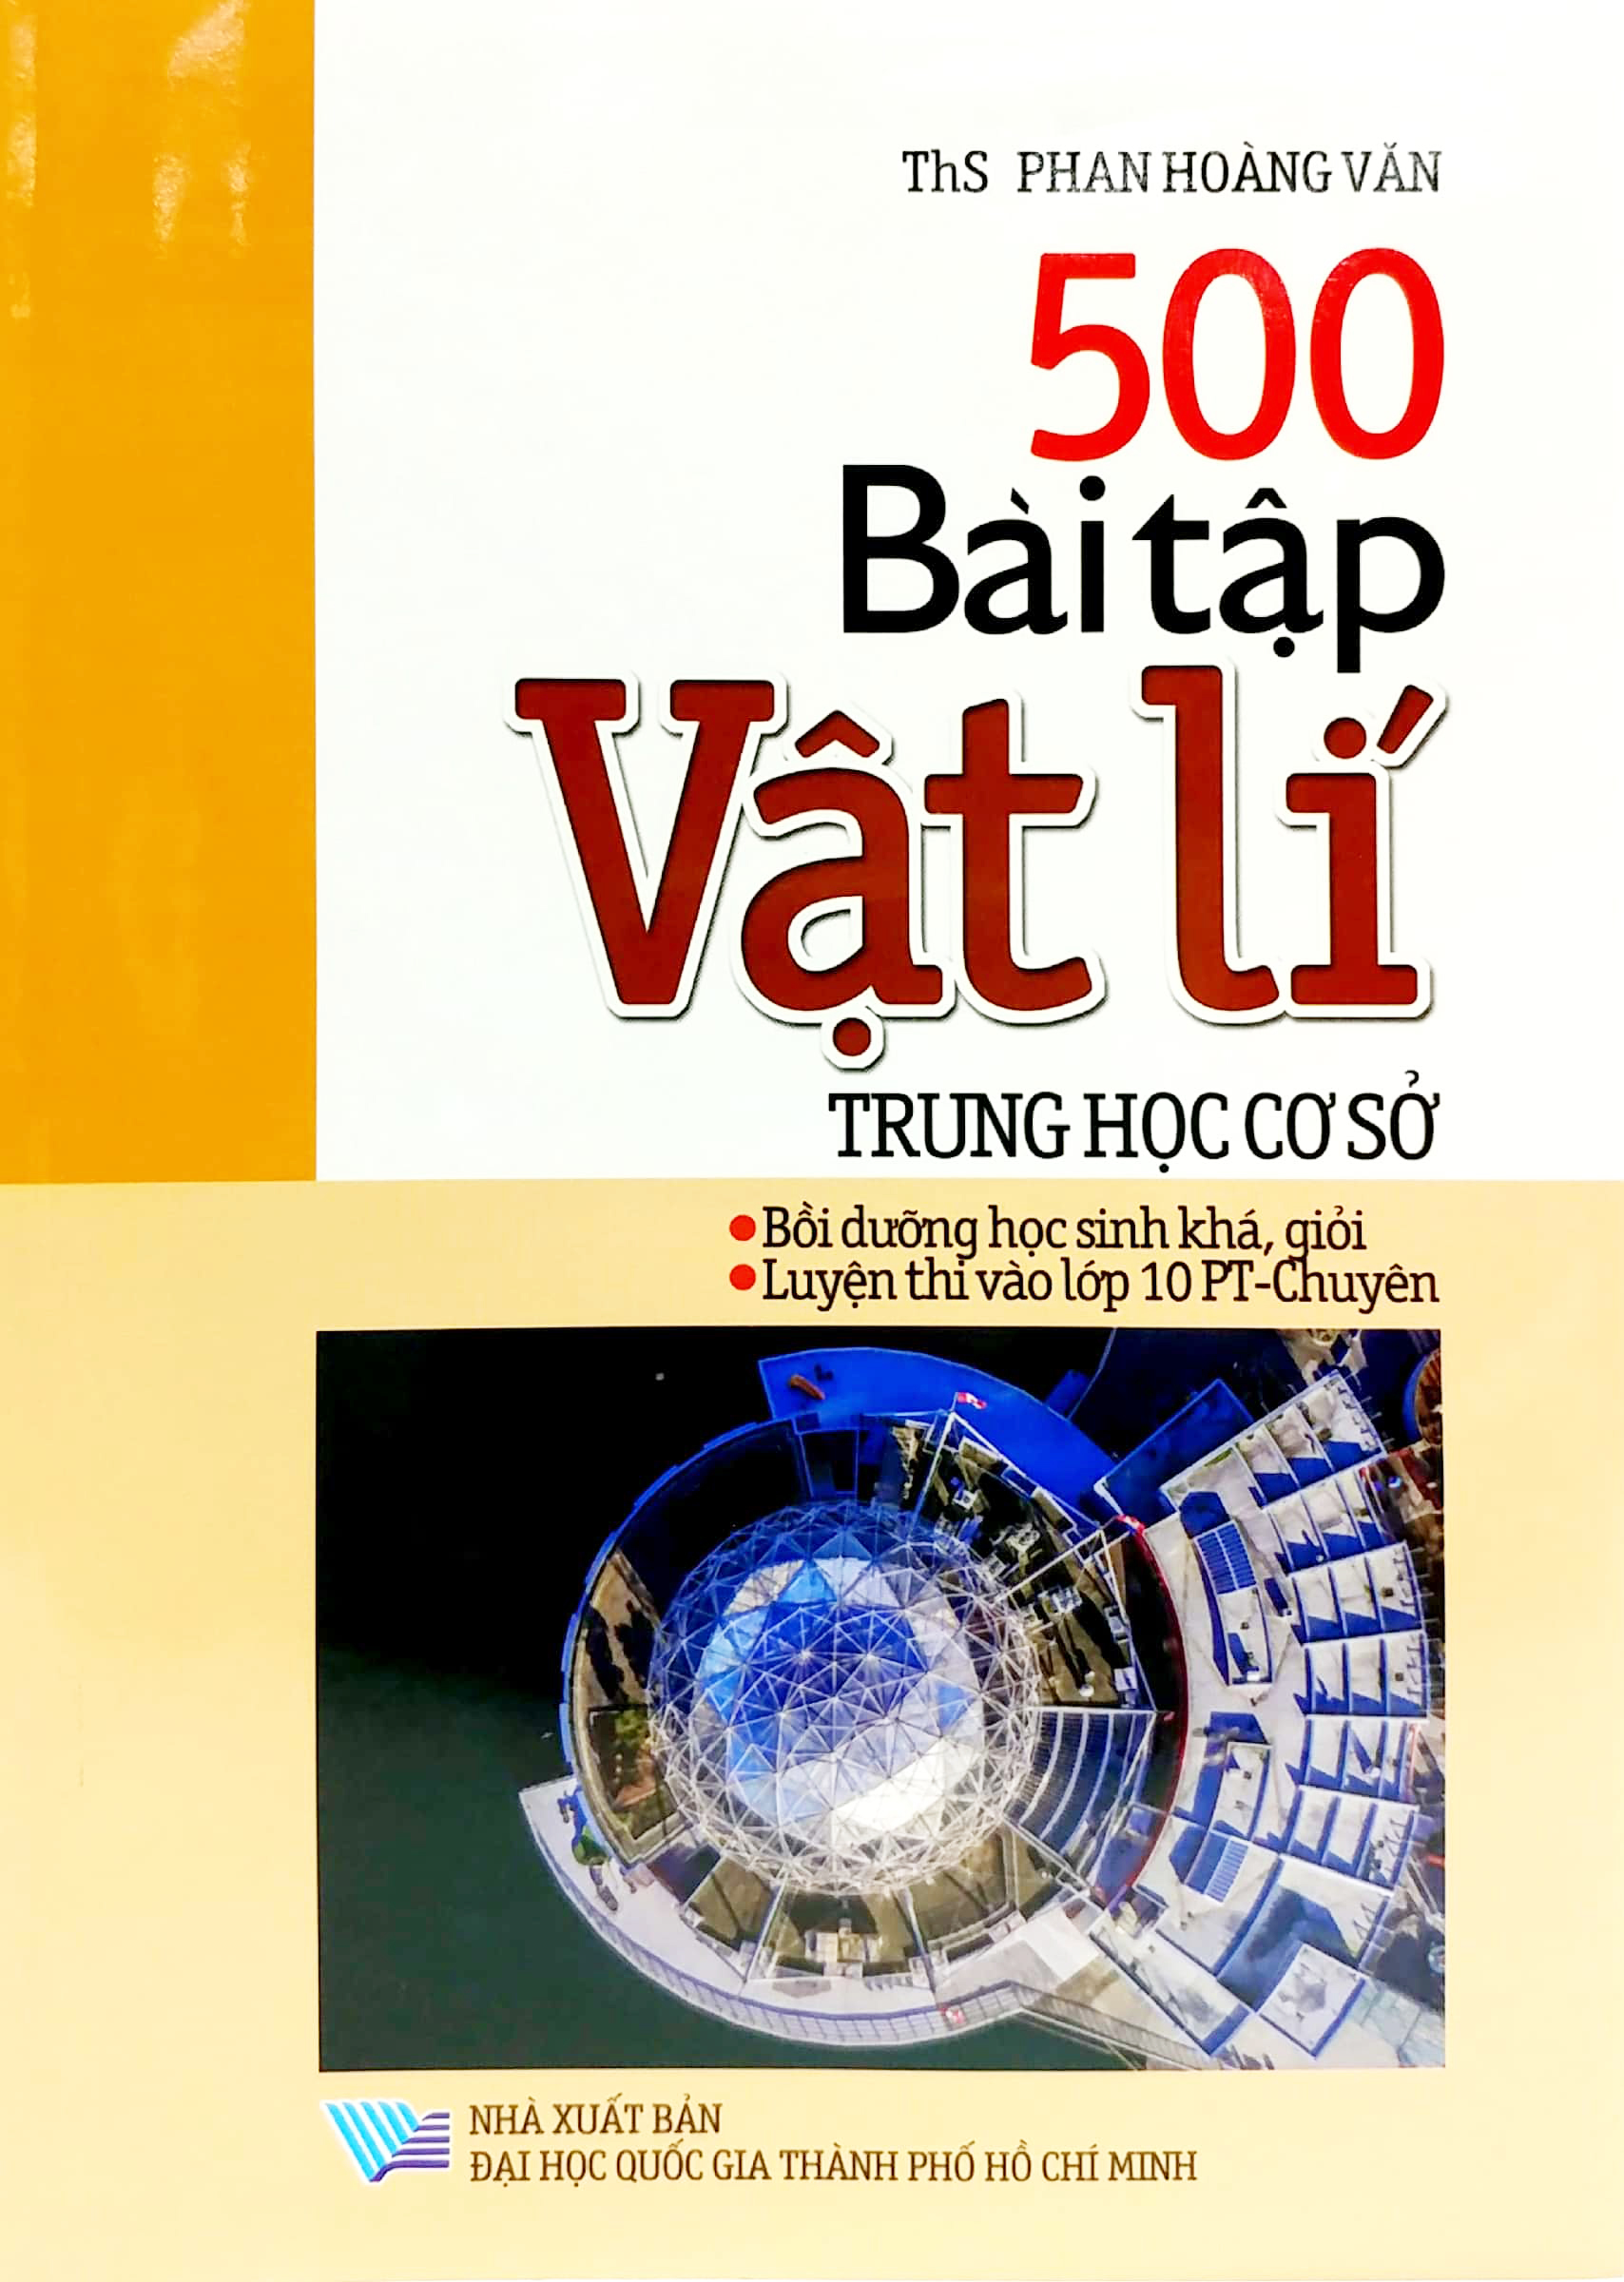 ThS PHAN HOÀNG VĂN
500
Bài tập
Vật lí
TRUNG HỌC CƠ SỞ
• Bồi dưỡng học sinh khá, giỏi
• Luyện thi vào lớp 10 PT-Chuyên
NHÀ XUẤT BẢN
ĐẠI HỌC QUỐC GIA THÀNH PHỐ HỒ CHÍ MINH